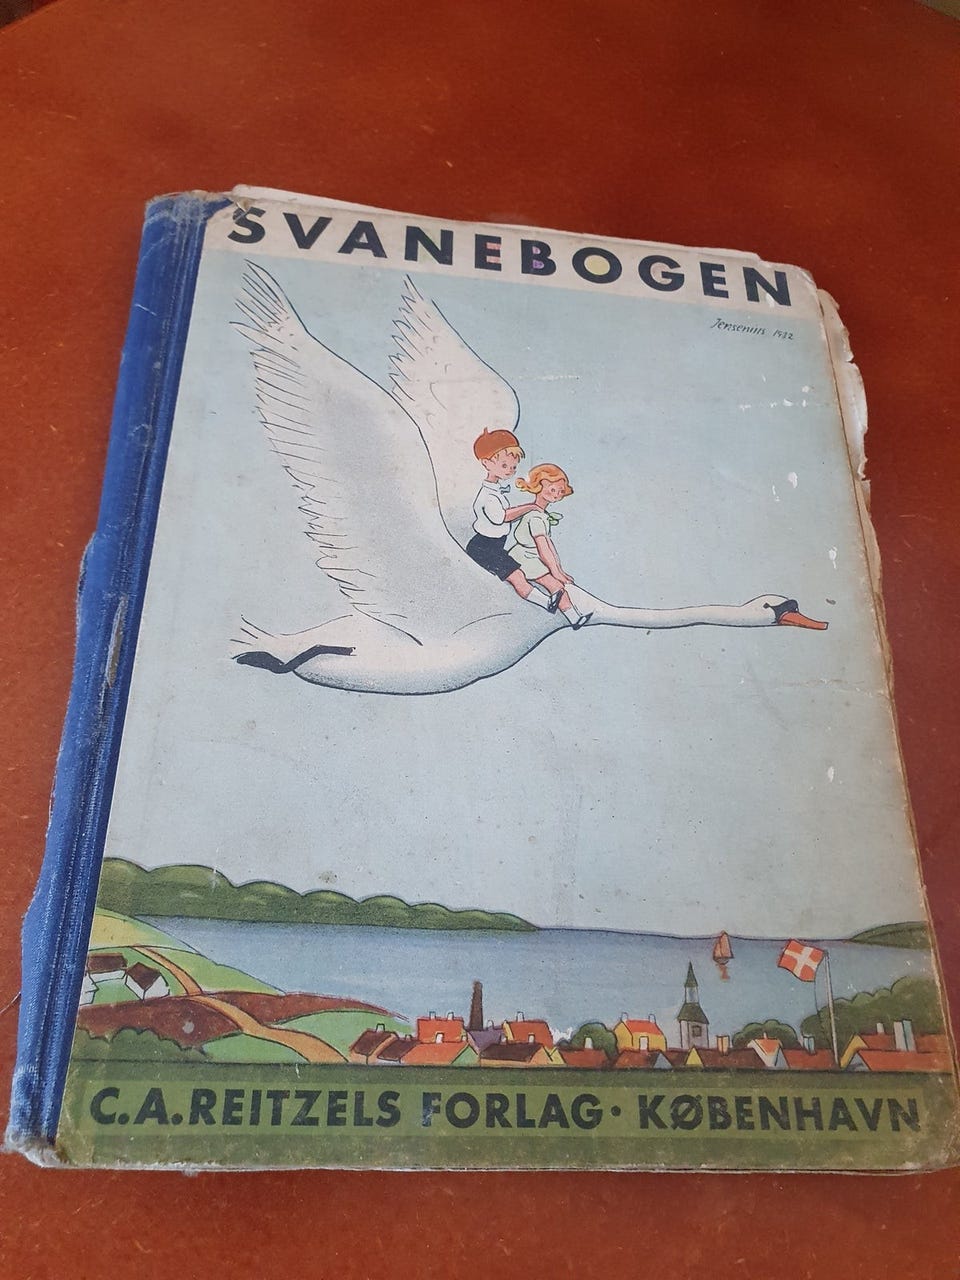 SVANEBOGEN
Jensenius 1932
C.A.REITZELS FORLAG · KØBENHAVN